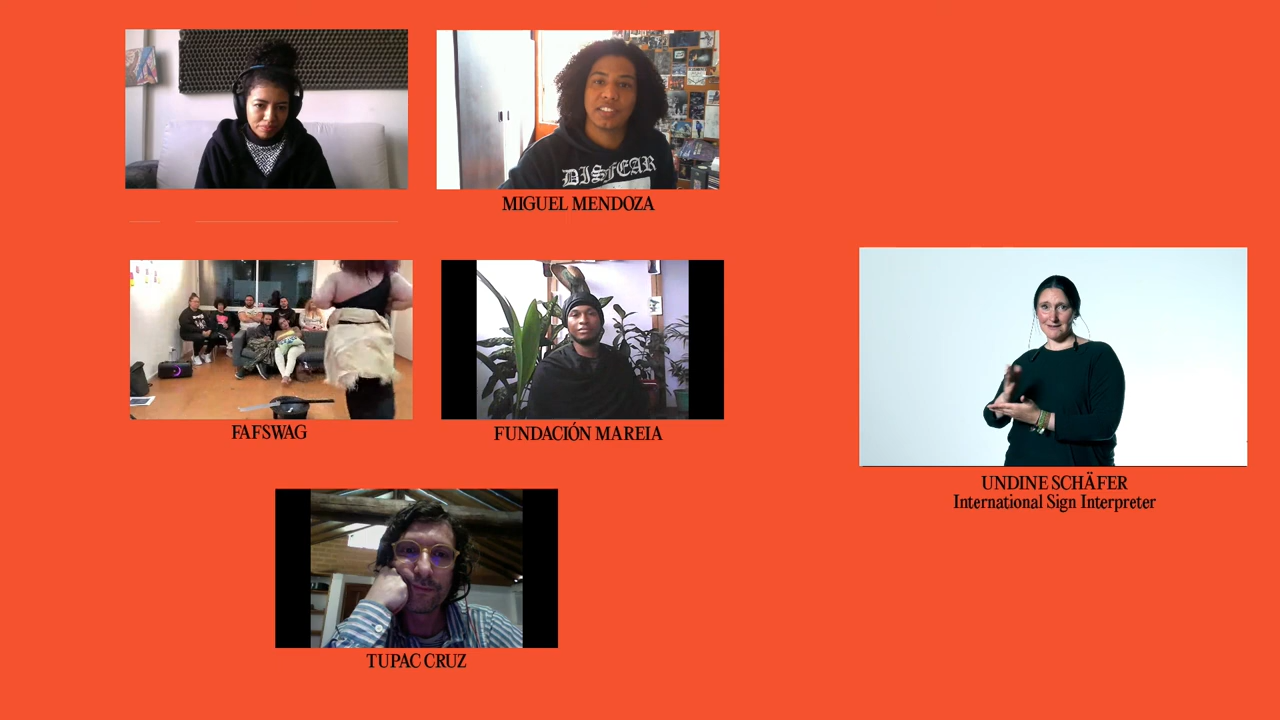 DISFEAR
MIGUEL MENDOZA
FAFSWAG
FUNDACIÓN MAREIA
UNDINE SCHÄFER
International Sign Interpreter
TUPAC CRUZ